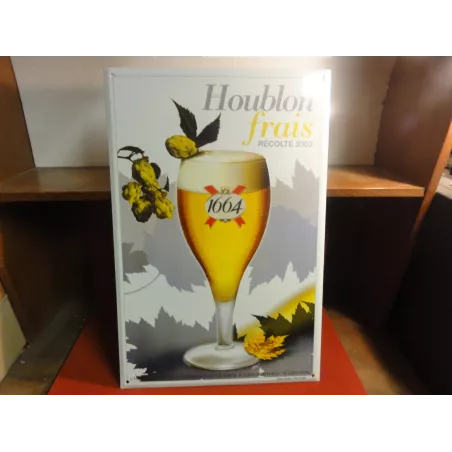 Houblon
frais
RÉCOLTE 2003
1664